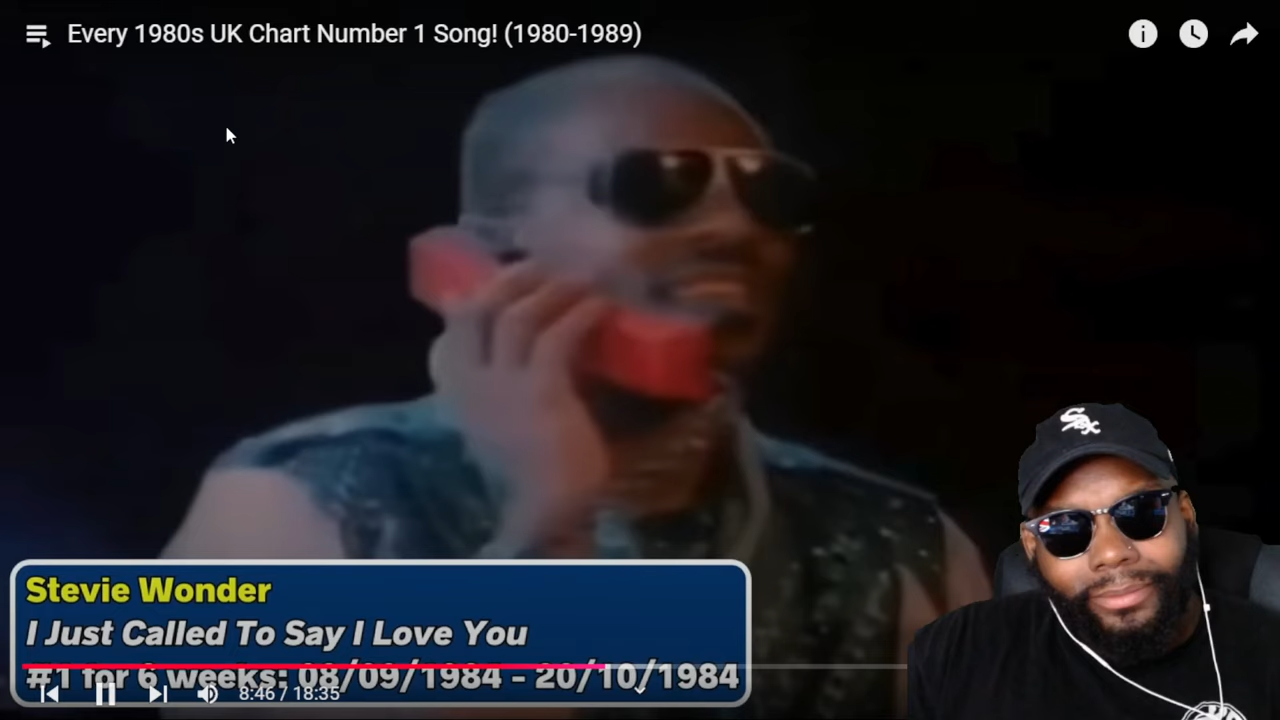 Every 1980s UK Chart Number 1 Song! (1980-1989)
Sox
Stevie Wonder
I Just Called To Say I Love You
#1 for 6 weeks: 08/09/1984 - 20/10/1984
8:46 / 18:35